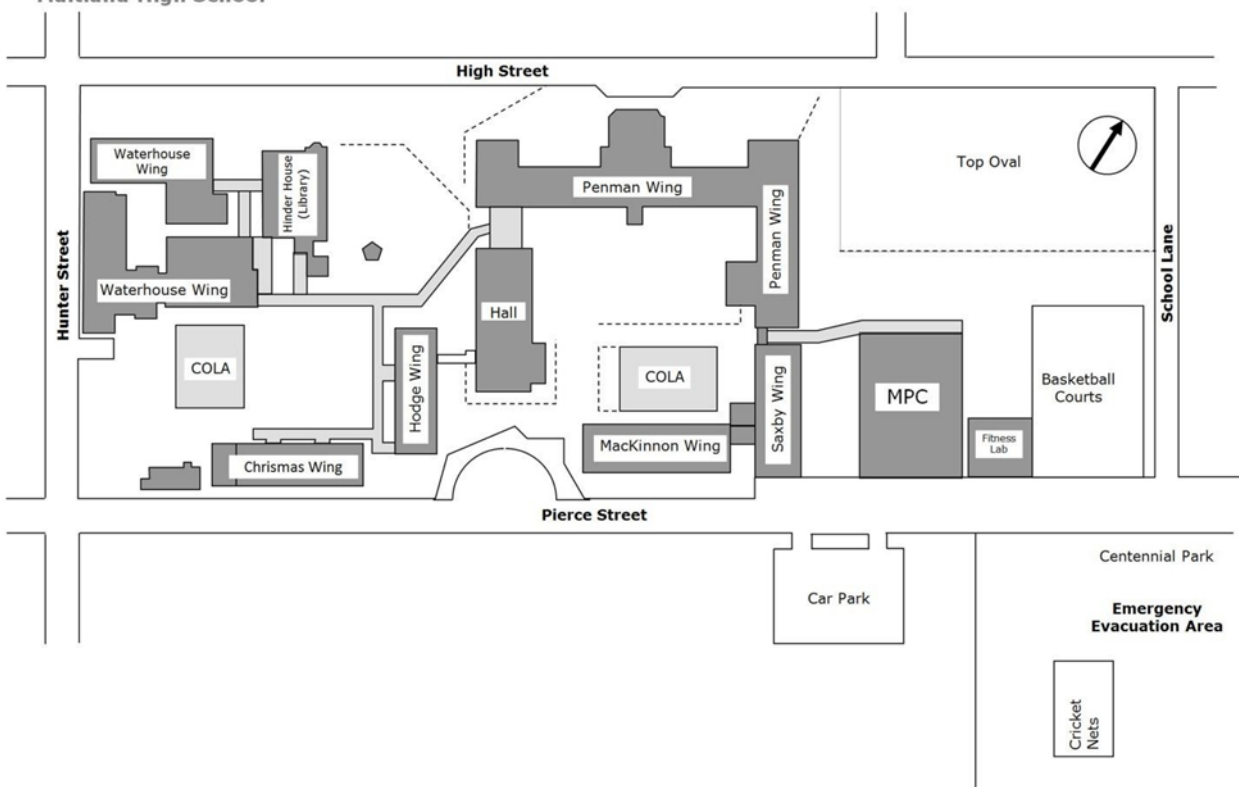 High Street
Waterhouse
Wing
Hinder House
(Library)
Penman Wing
Top Oval
Penman Wing
School Lane
Hunter Street
Waterhouse Wing
Hall
COLA
Hodge Wing
COLA
Saxby Wing
MPC
Basketball
Courts
MacKinnon Wing
Fitness
Lab
Chrismas Wing
Pierce Street
Centennial Park
Car Park
Emergency
Evacuation Area
Cricket
Nets